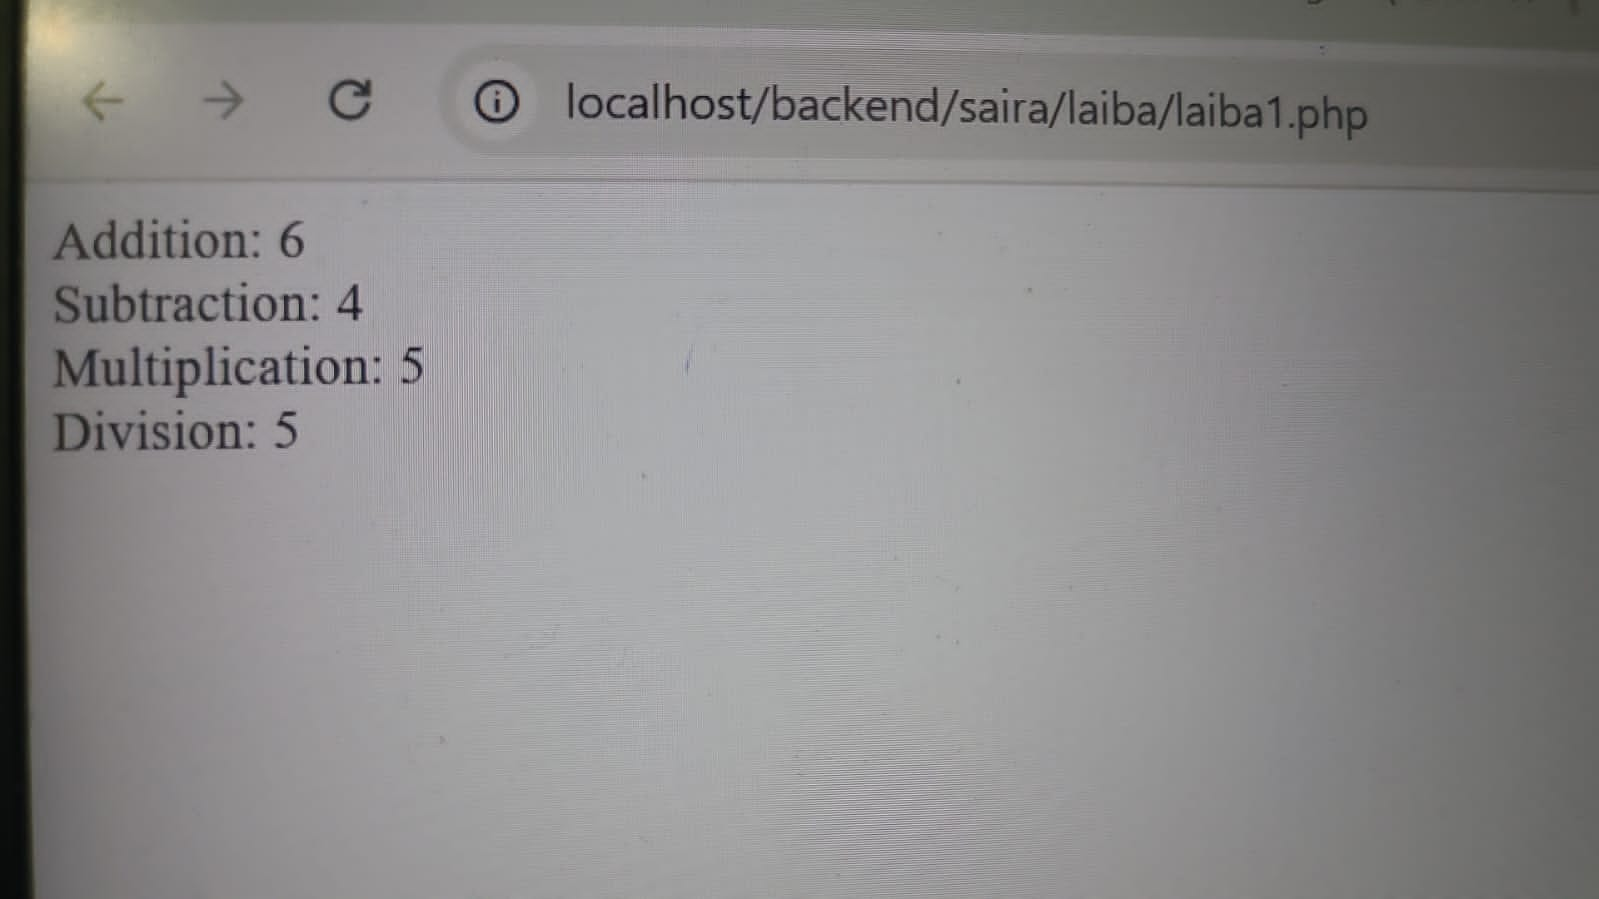 localhost/backend/saira/laiba/laiba1.php
Addition: 6
Subtraction: 4
Multiplication: 5
Division: 5